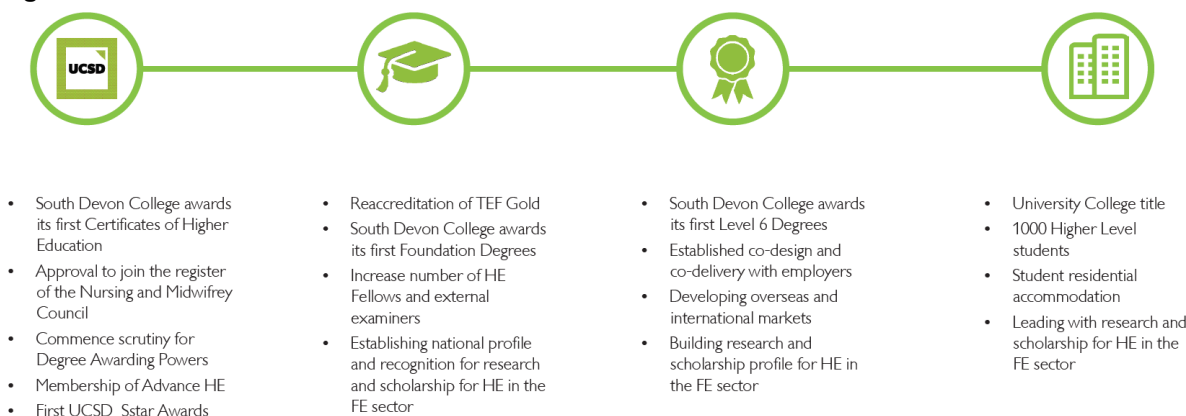 UCSD
• South Devon College awards
its first Certificates of Higher
Education
• Approval to join the register
of the Nursing and Midwifrey
Council
• Commence scrutiny for
Degree Awarding Powers
• Membership of Advance HE
• First UCSD Sstar Awards
• Reaccreditation of TEF Gold
• South Devon College awards
its first Foundation Degrees
• Increase number of HE
Fellows and external
examiners
• Establishing national profile
and recognition for research
and scholarship for HE in the
FE sector
• South Devon College awards
its first Level 6 Degrees
• Established co-design and
co-delivery with employers
• Developing overseas and
international markets
• Building research and
scholarship profile for HE in
the FE sector
• University College title
• 1000 Higher Level
students
• Student residential
accommodation
• Leading with research and
scholarship for HE in the
FE sector